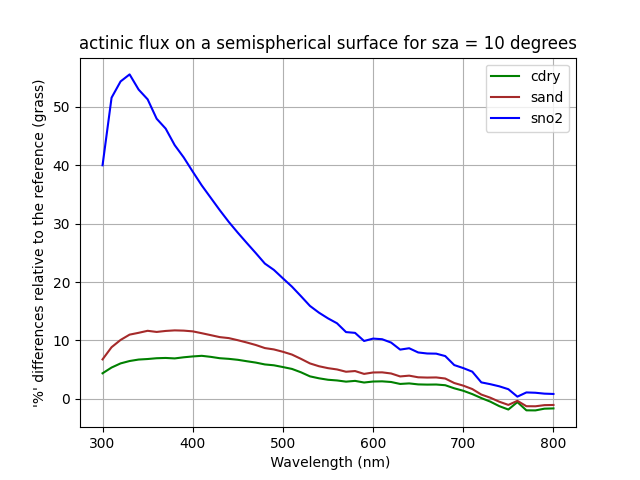 actinic flux on a semispherical surface for sza = 10 degrees
'%' differences relative to the reference (grass)
50
40
30
20
10
0
cdry
sand
sno2
300 400 500 600 700 800
Wavelength (nm)